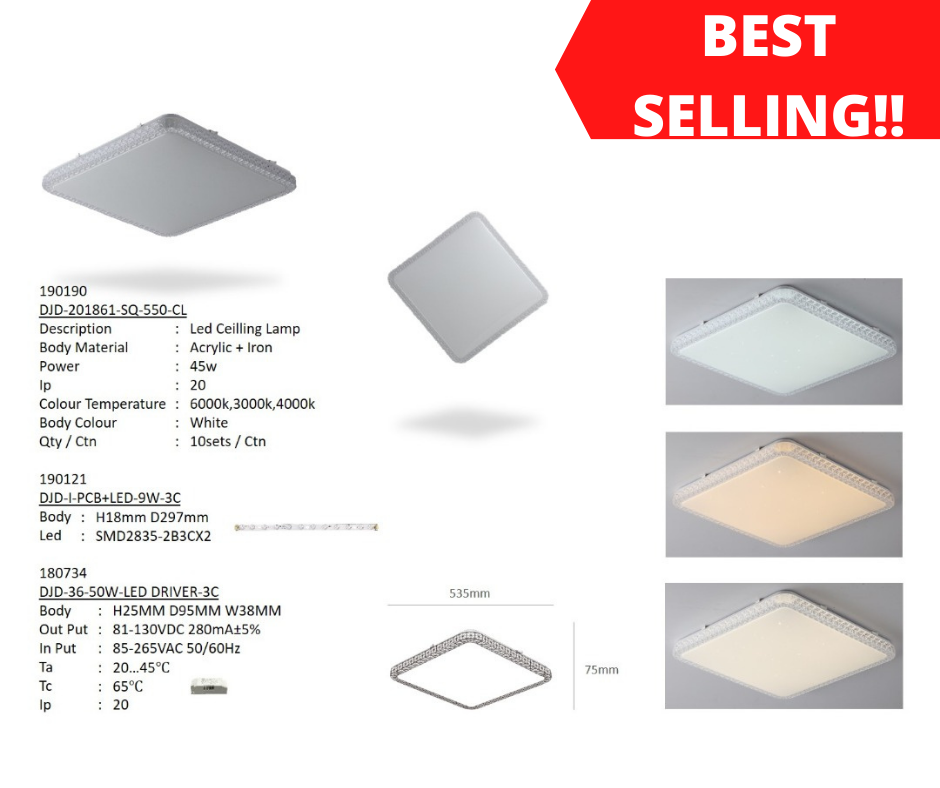 BEST
SELLING!!
190190
DJD-201861-SQ-550-CL
Description : Led Ceilling Lamp
Body Material : Acrylic + Iron
Power : 45w
Ip : 20
Colour Temperature : 6000k,3000k,4000k
Body Colour : White
Qty / Ctn : 10sets / Ctn
190121
DJD-I-PCB+LED-9W-3C
Body : H18mm D297mm
Led : SMD2835-2B3CX2
180734
DJD-36-50W-LED DRIVER-3C
Body : H25MM D95MM W38MM
Out Put : 81-130VDC 280mA±5%
In Put : 85-265VAC 50/60Hz
Ta : 20...45℃
Tc : 65℃
Ip : 20
535mm
75mm